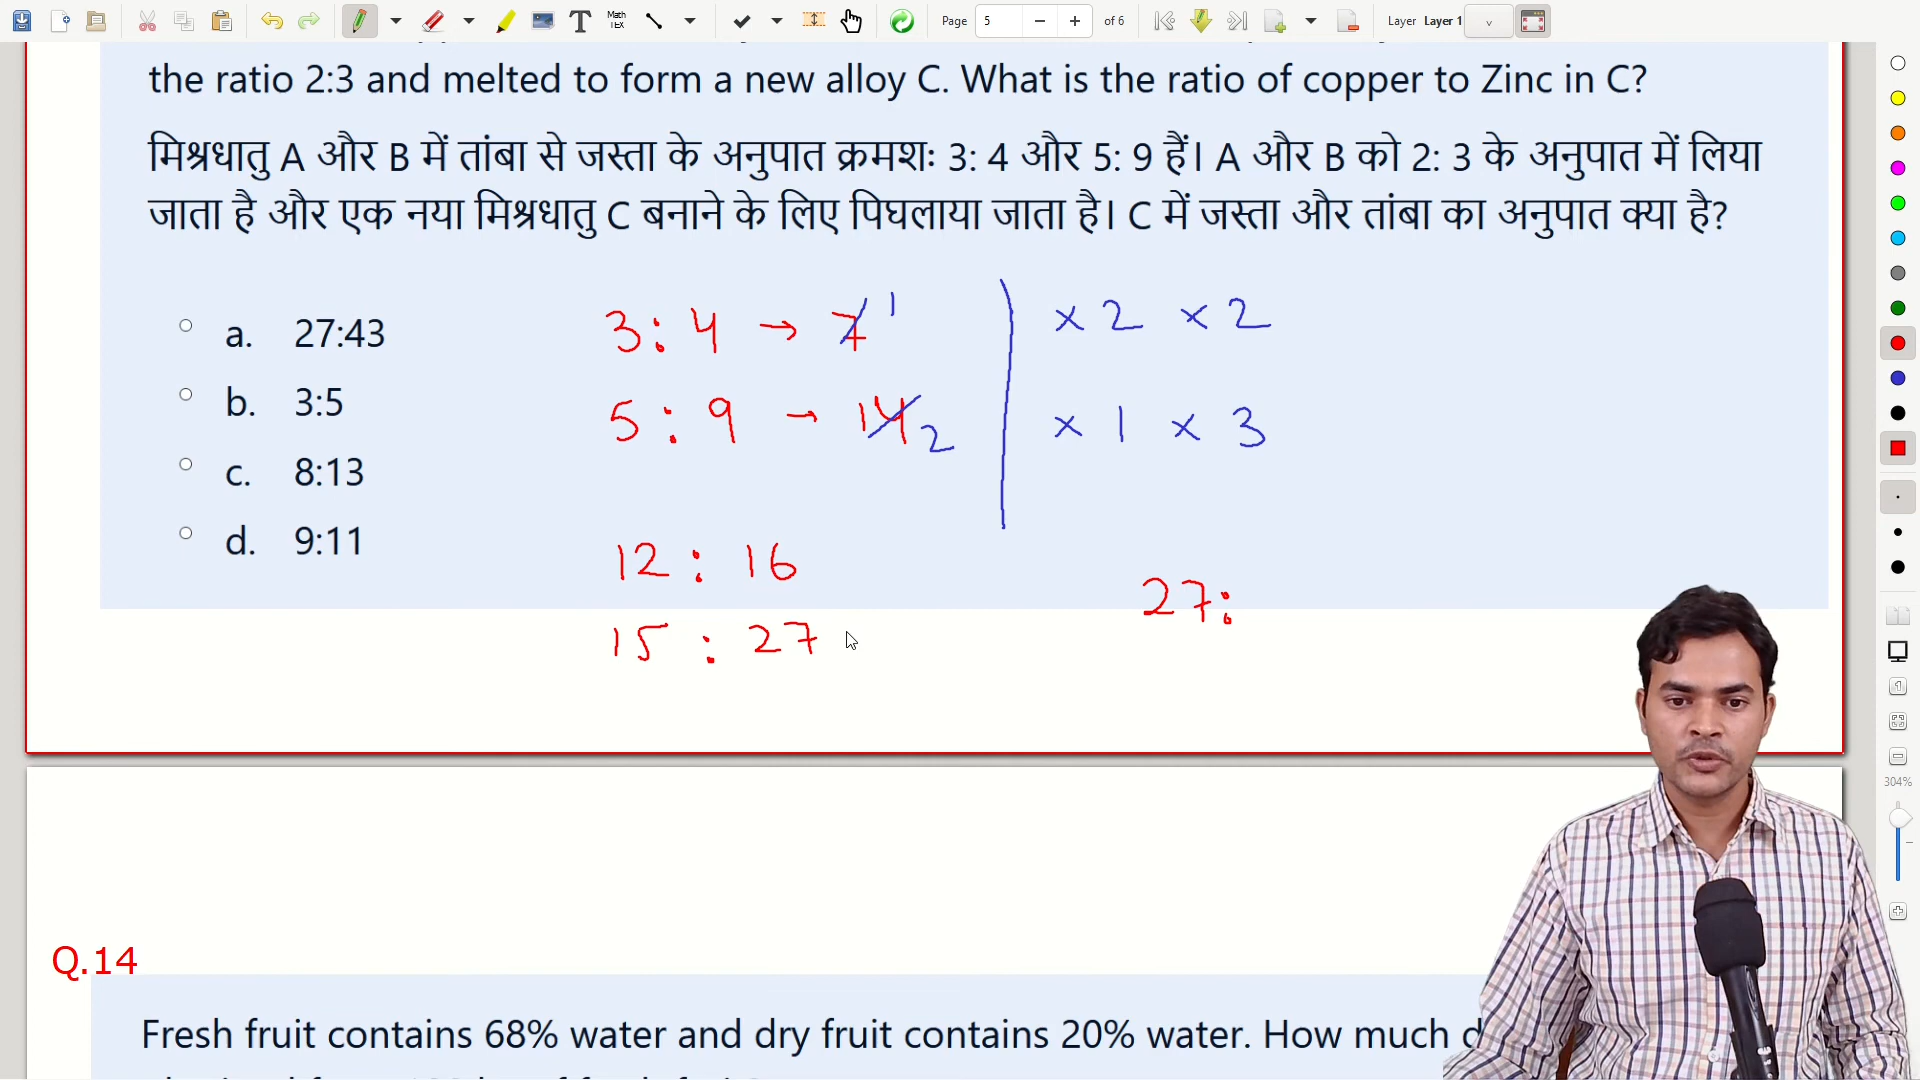 Math
TEX
Page 5 of 6 Layer Layer 1
the ratio 2:3 and melted to form a new alloy C. What is the ratio of copper to Zinc in C?
मिश्रधातु A और B में तांबा से जस्ता के अनुपात क्रमशः 3: 4 और 5: 9 हैं। A और B को 2: 3 के अनुपात में लिया
जाता है और एक नया मिश्रधातु C बनाने के लिए पिघलाया जाता है। C में जस्ता और तांबा का अनुपात क्या है?
a. 27:43
b. 3:5
c. 8:13
d. 9:11
3 : 4 → 7 1
5 : 9 → 14 2
× 2 × 2
× 1 × 3
12 : 16
15 : 27
27:
304%
Q.14
Fresh fruit contains 68% water and dry fruit contains 20% water. How much